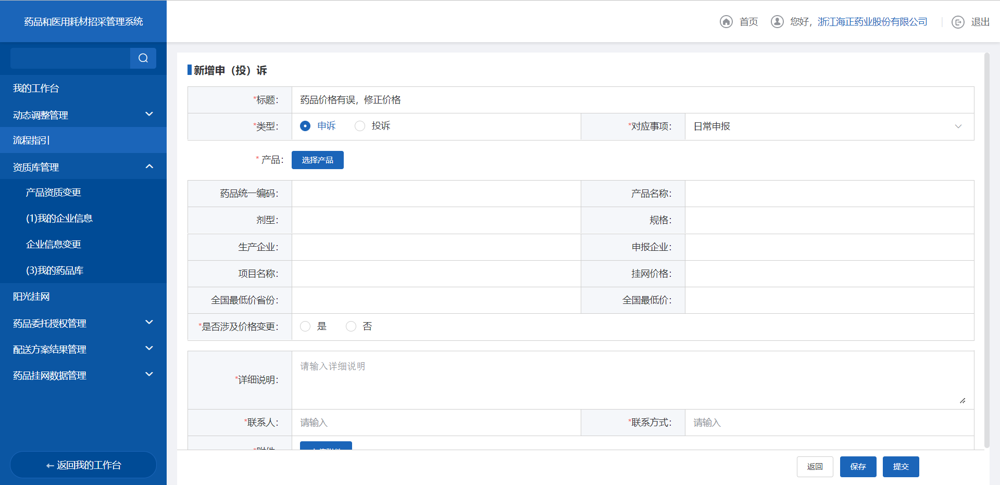 药品和医用耗材招采管理系统
首页
您好，浙江海正药业股份有限公司
退出
我的工作台
动态调整管理
流程指引
资质库管理
产品资质变更
(1)我的企业信息
企业信息变更
(3)我的药品库
阳光挂网
药品委托授权管理
配送方案结果管理
药品挂网数据管理
←返回我的工作台
新增申（投）诉
*标题： 药品价格有误，修正价格
*类型： 申诉 投诉 *对应事项： 日常申报
* 产品： 选择产品
药品统一编码： 产品名称：
剂型： 规格：
生产企业： 申报企业：
项目名称： 挂网价格：
全国最低价省份： 全国最低价：
*是否涉及价格变更： 是 否
*详细说明： 请输入详细说明
*联系人： 请输入 *联系方式： 请输入
*附件
返回 保存 提交